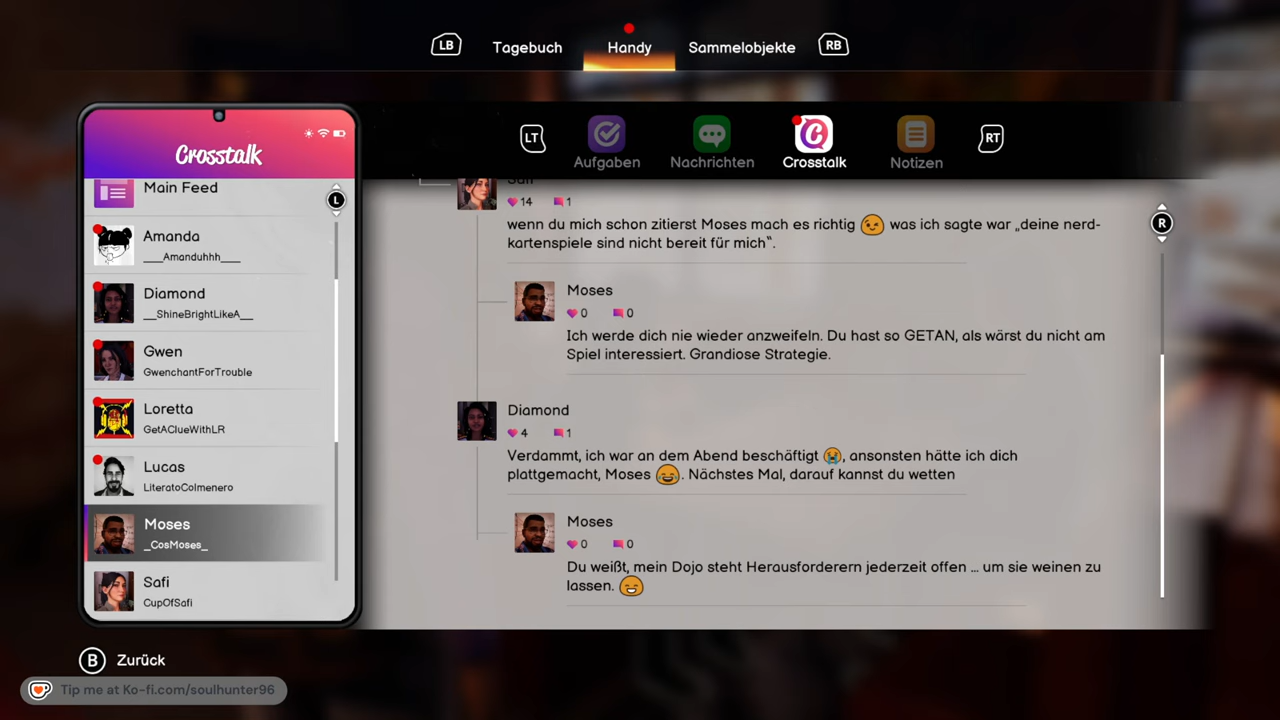 LB
Tagebuch
Handy
Sammelobjekte
RB
Crosstalk
LT
Aufgaben
Nachrichten
Crosstalk
Notizen
RT
Main Feed
L
Amanda
____Amanduhhh____
Diamond
__ShineBrightLikeA__
Gwen
GwenchantForTrouble
Loretta
GetAClueWithLR
Lucas
LiteratoColmenero
Moses
_CosMoses_
Safi
CupOfSafi
R
Safi
14 1
wenn du mich schon zitierst Moses mach es richtig 😉 was ich sagte war „deine nerd-
kartenspiele sind nicht bereit für mich“.
Moses
0 0
Ich werde dich nie wieder anzweifeln. Du hast so GETAN, als wärst du nicht am
Spiel interessiert. Grandiose Strategie.
Diamond
4 1
Verdammt, ich war an dem Abend beschäftigt 😭, ansonsten hätte ich dich
plattgemacht, Moses 😂. Nächstes Mal, darauf kannst du wetten
Moses
0 0
Du weißt, mein Dojo steht Herausforderern jederzeit offen ... um sie weinen zu
lassen. 😄
B Zurück
Tip me at Ko-fi.com/soulhunter96